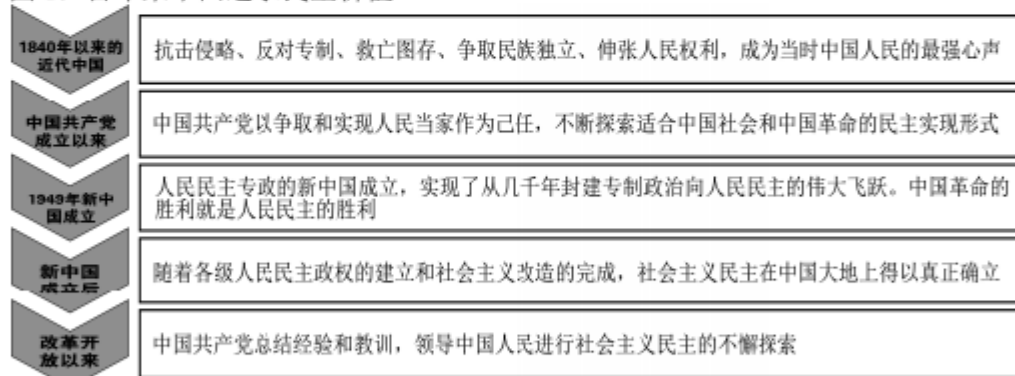 1840年以来的
近代中国
抗击侵略、反对专制、救亡图存、争取民族独立、伸张人民权利，成为当时中国人民的最强心声
中国共产党
成立以来
中国共产党以争取和实现人民当家作为己任，不断探索适合中国社会和中国革命的民主实现形式
1949年新中
国成立
人民民主专政的新中国成立，实现了从几千年封建专制政治向人民民主的伟大飞跃。中国革命的
胜利就是人民民主的胜利
新中国
成立后
随着各级人民民主政权的建立和社会主义改造的完成，社会主义民主在中国大地上得以真正确立
改革开
放以来
中国共产党总结经验和教训，领导中国人民进行社会主义民主的不懈探索